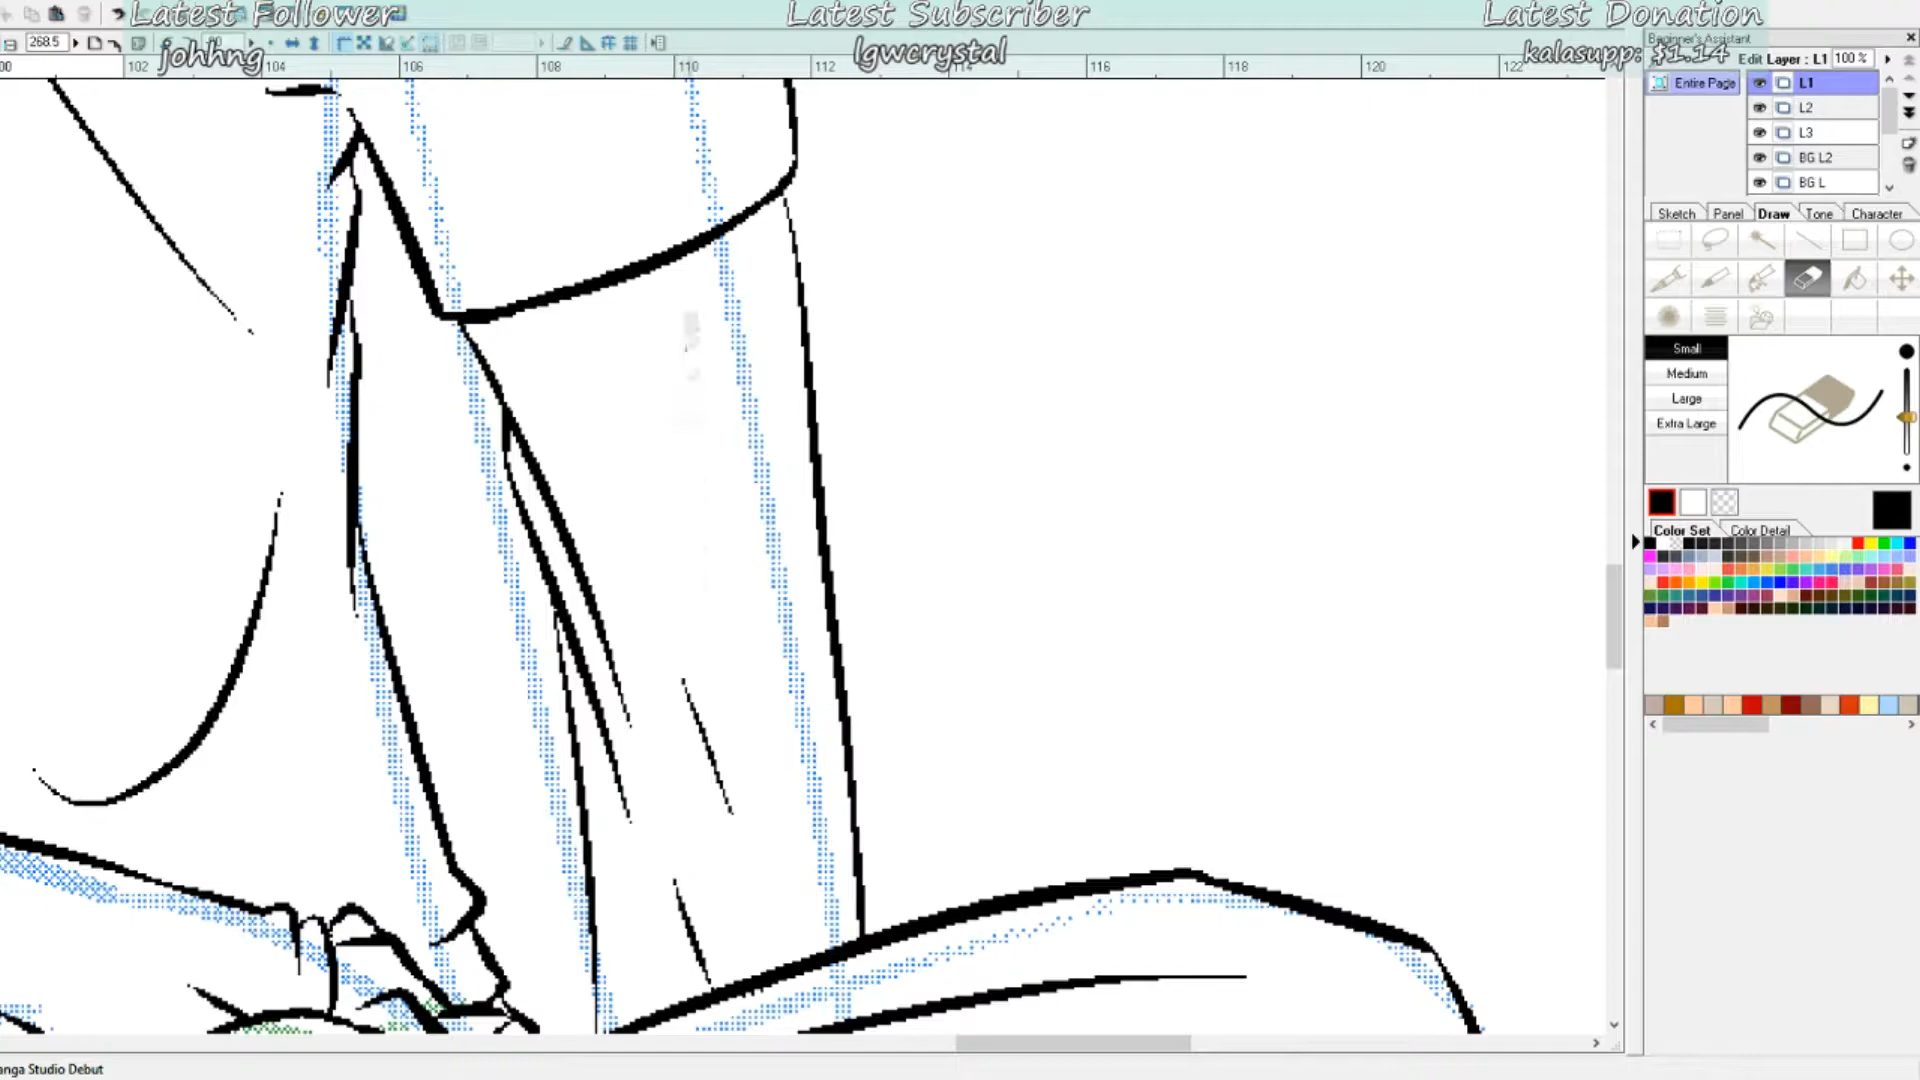 Latest Follower
Latest Subscriber
Latest Donation
johhng
lgwcrystal
kalasupp: $1.14
Beginner's Assistant
268.5
Edit Layer : L1 100 %
00 102 104 106 108 110 112 114 116 118 120 122
Entire Page
L1
L2
L3
BG L2
BG L
Sketch Panel Draw Tone Character
Small
Medium
Large
Extra Large
Color Set Color Detail
anga Studio Debut